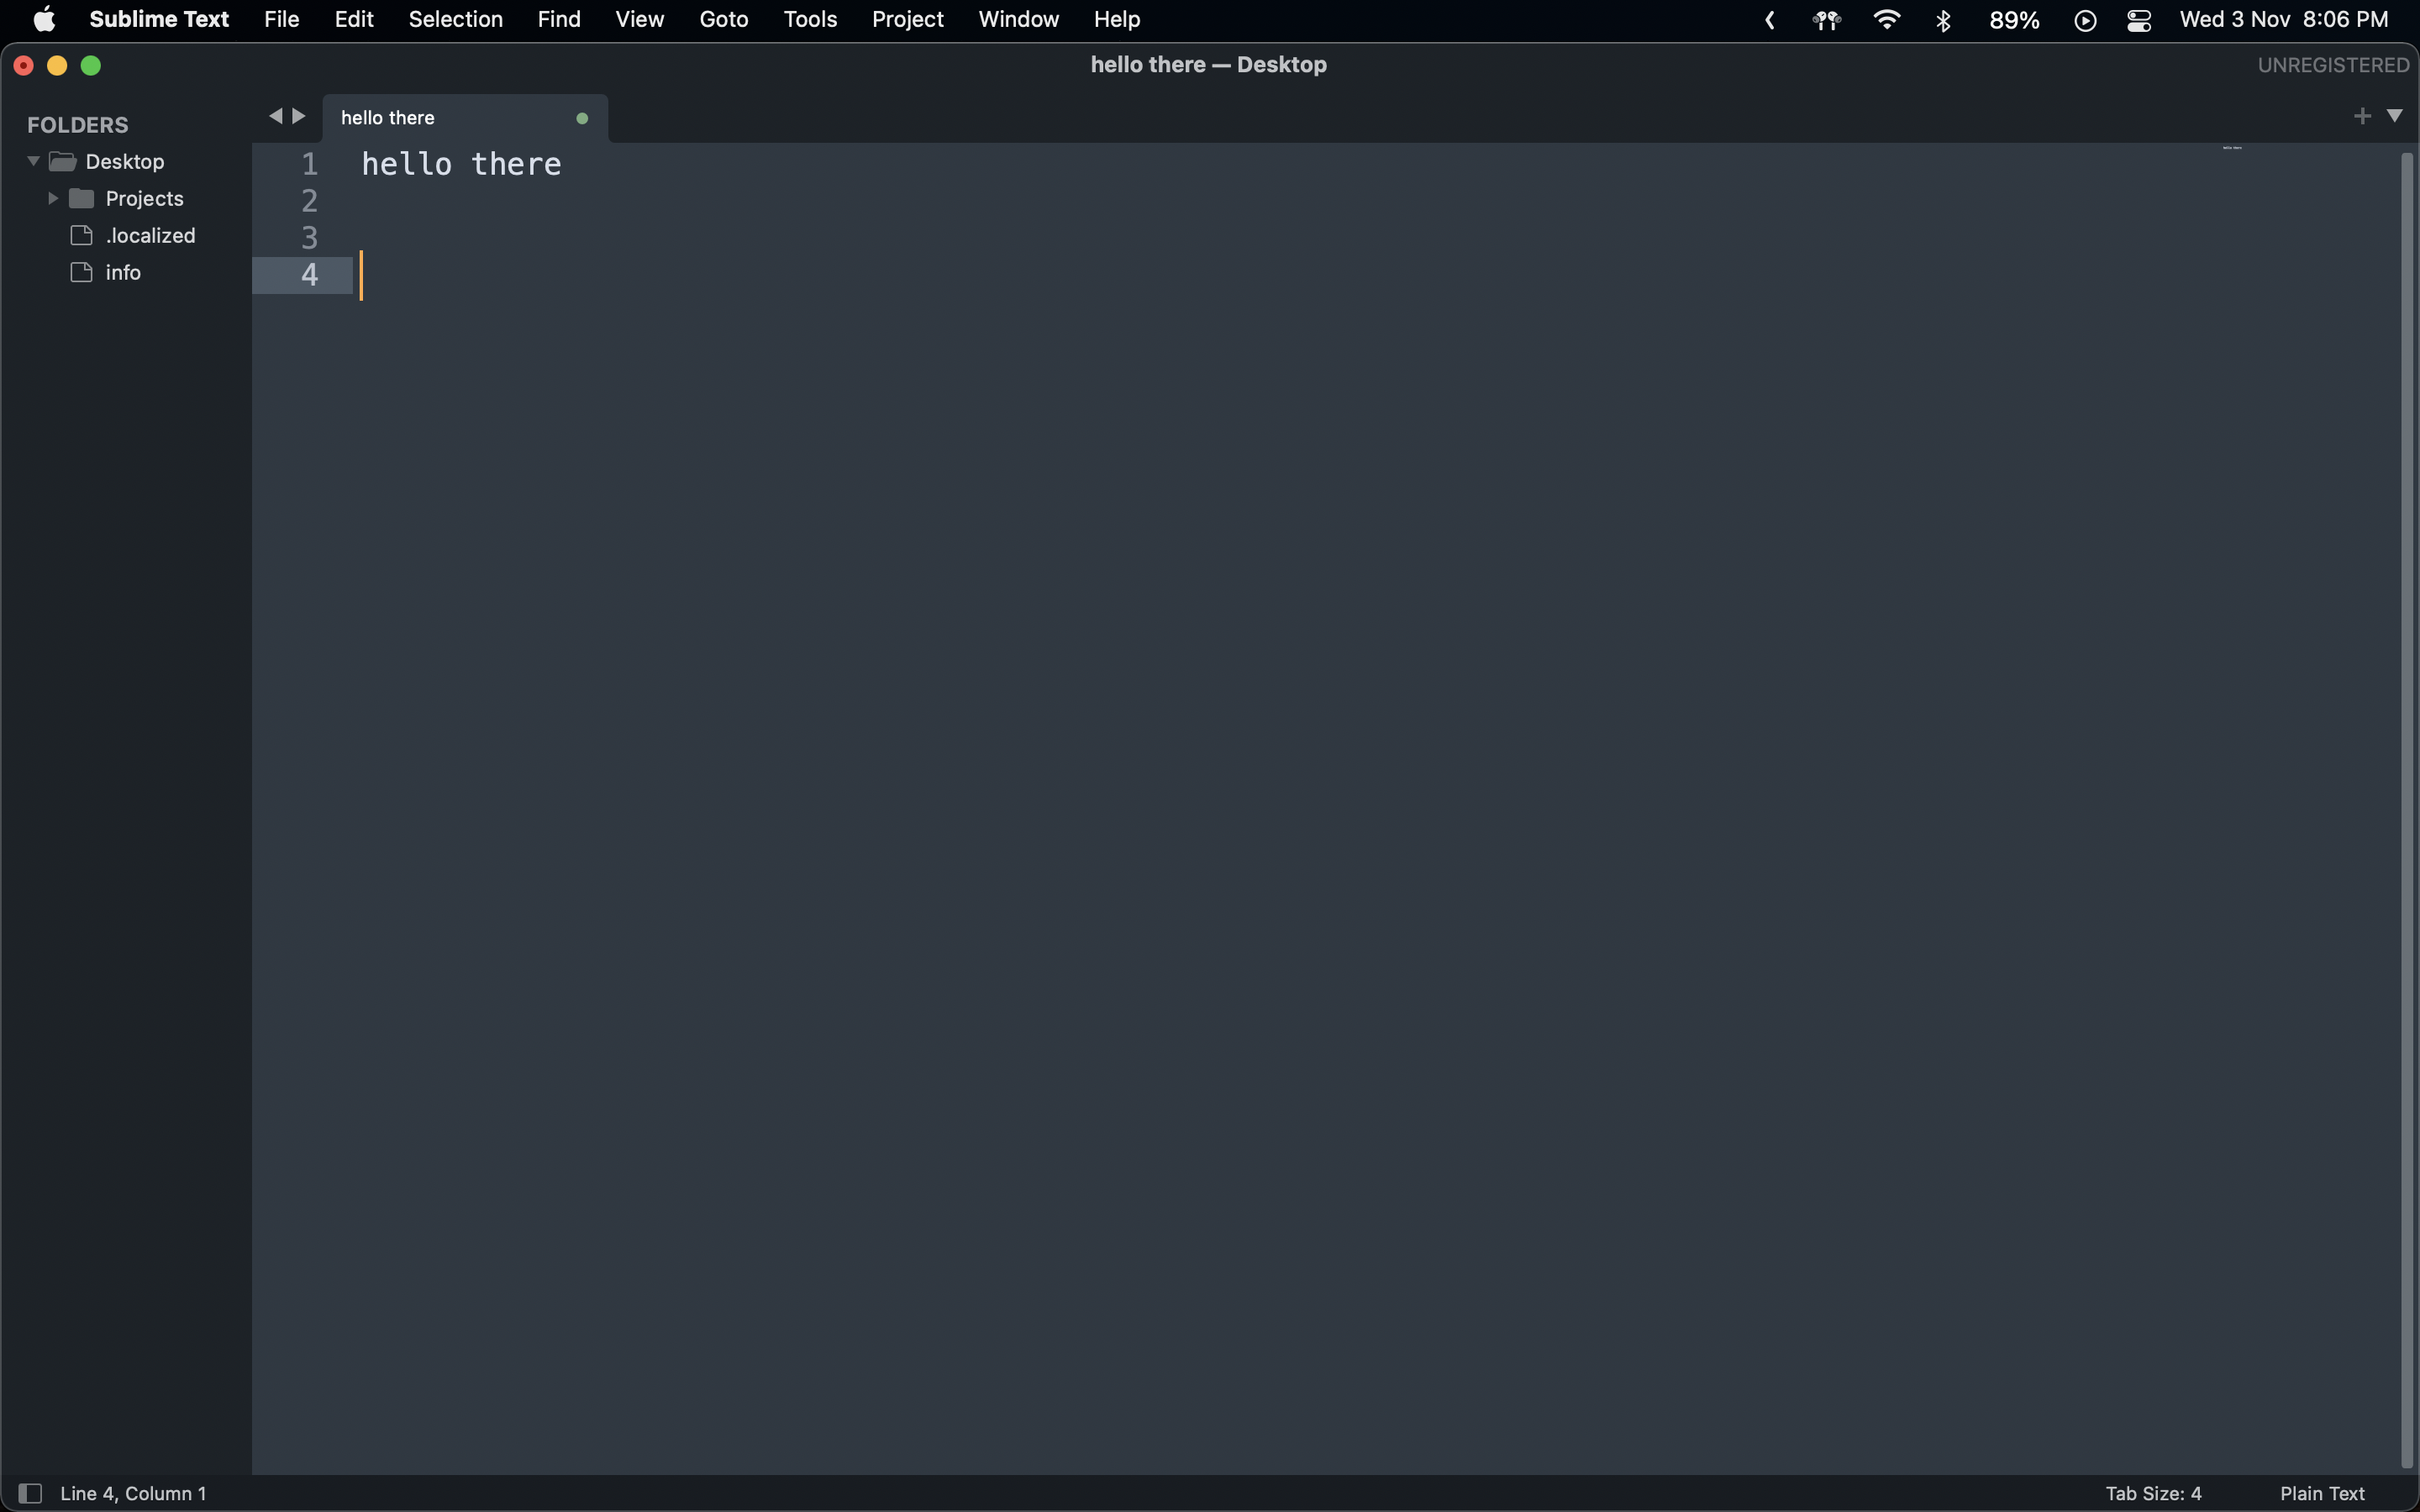 Sublime Text File Edit Selection Find View Goto Tools Project Window Help 89% Wed 3 Nov 8:06 PM
hello there — Desktop UNREGISTERED
FOLDERS
Desktop
Projects
.localized
info
hello there
1 hello there
2
3
4
Line 4, Column 1 Tab Size: 4 Plain Text